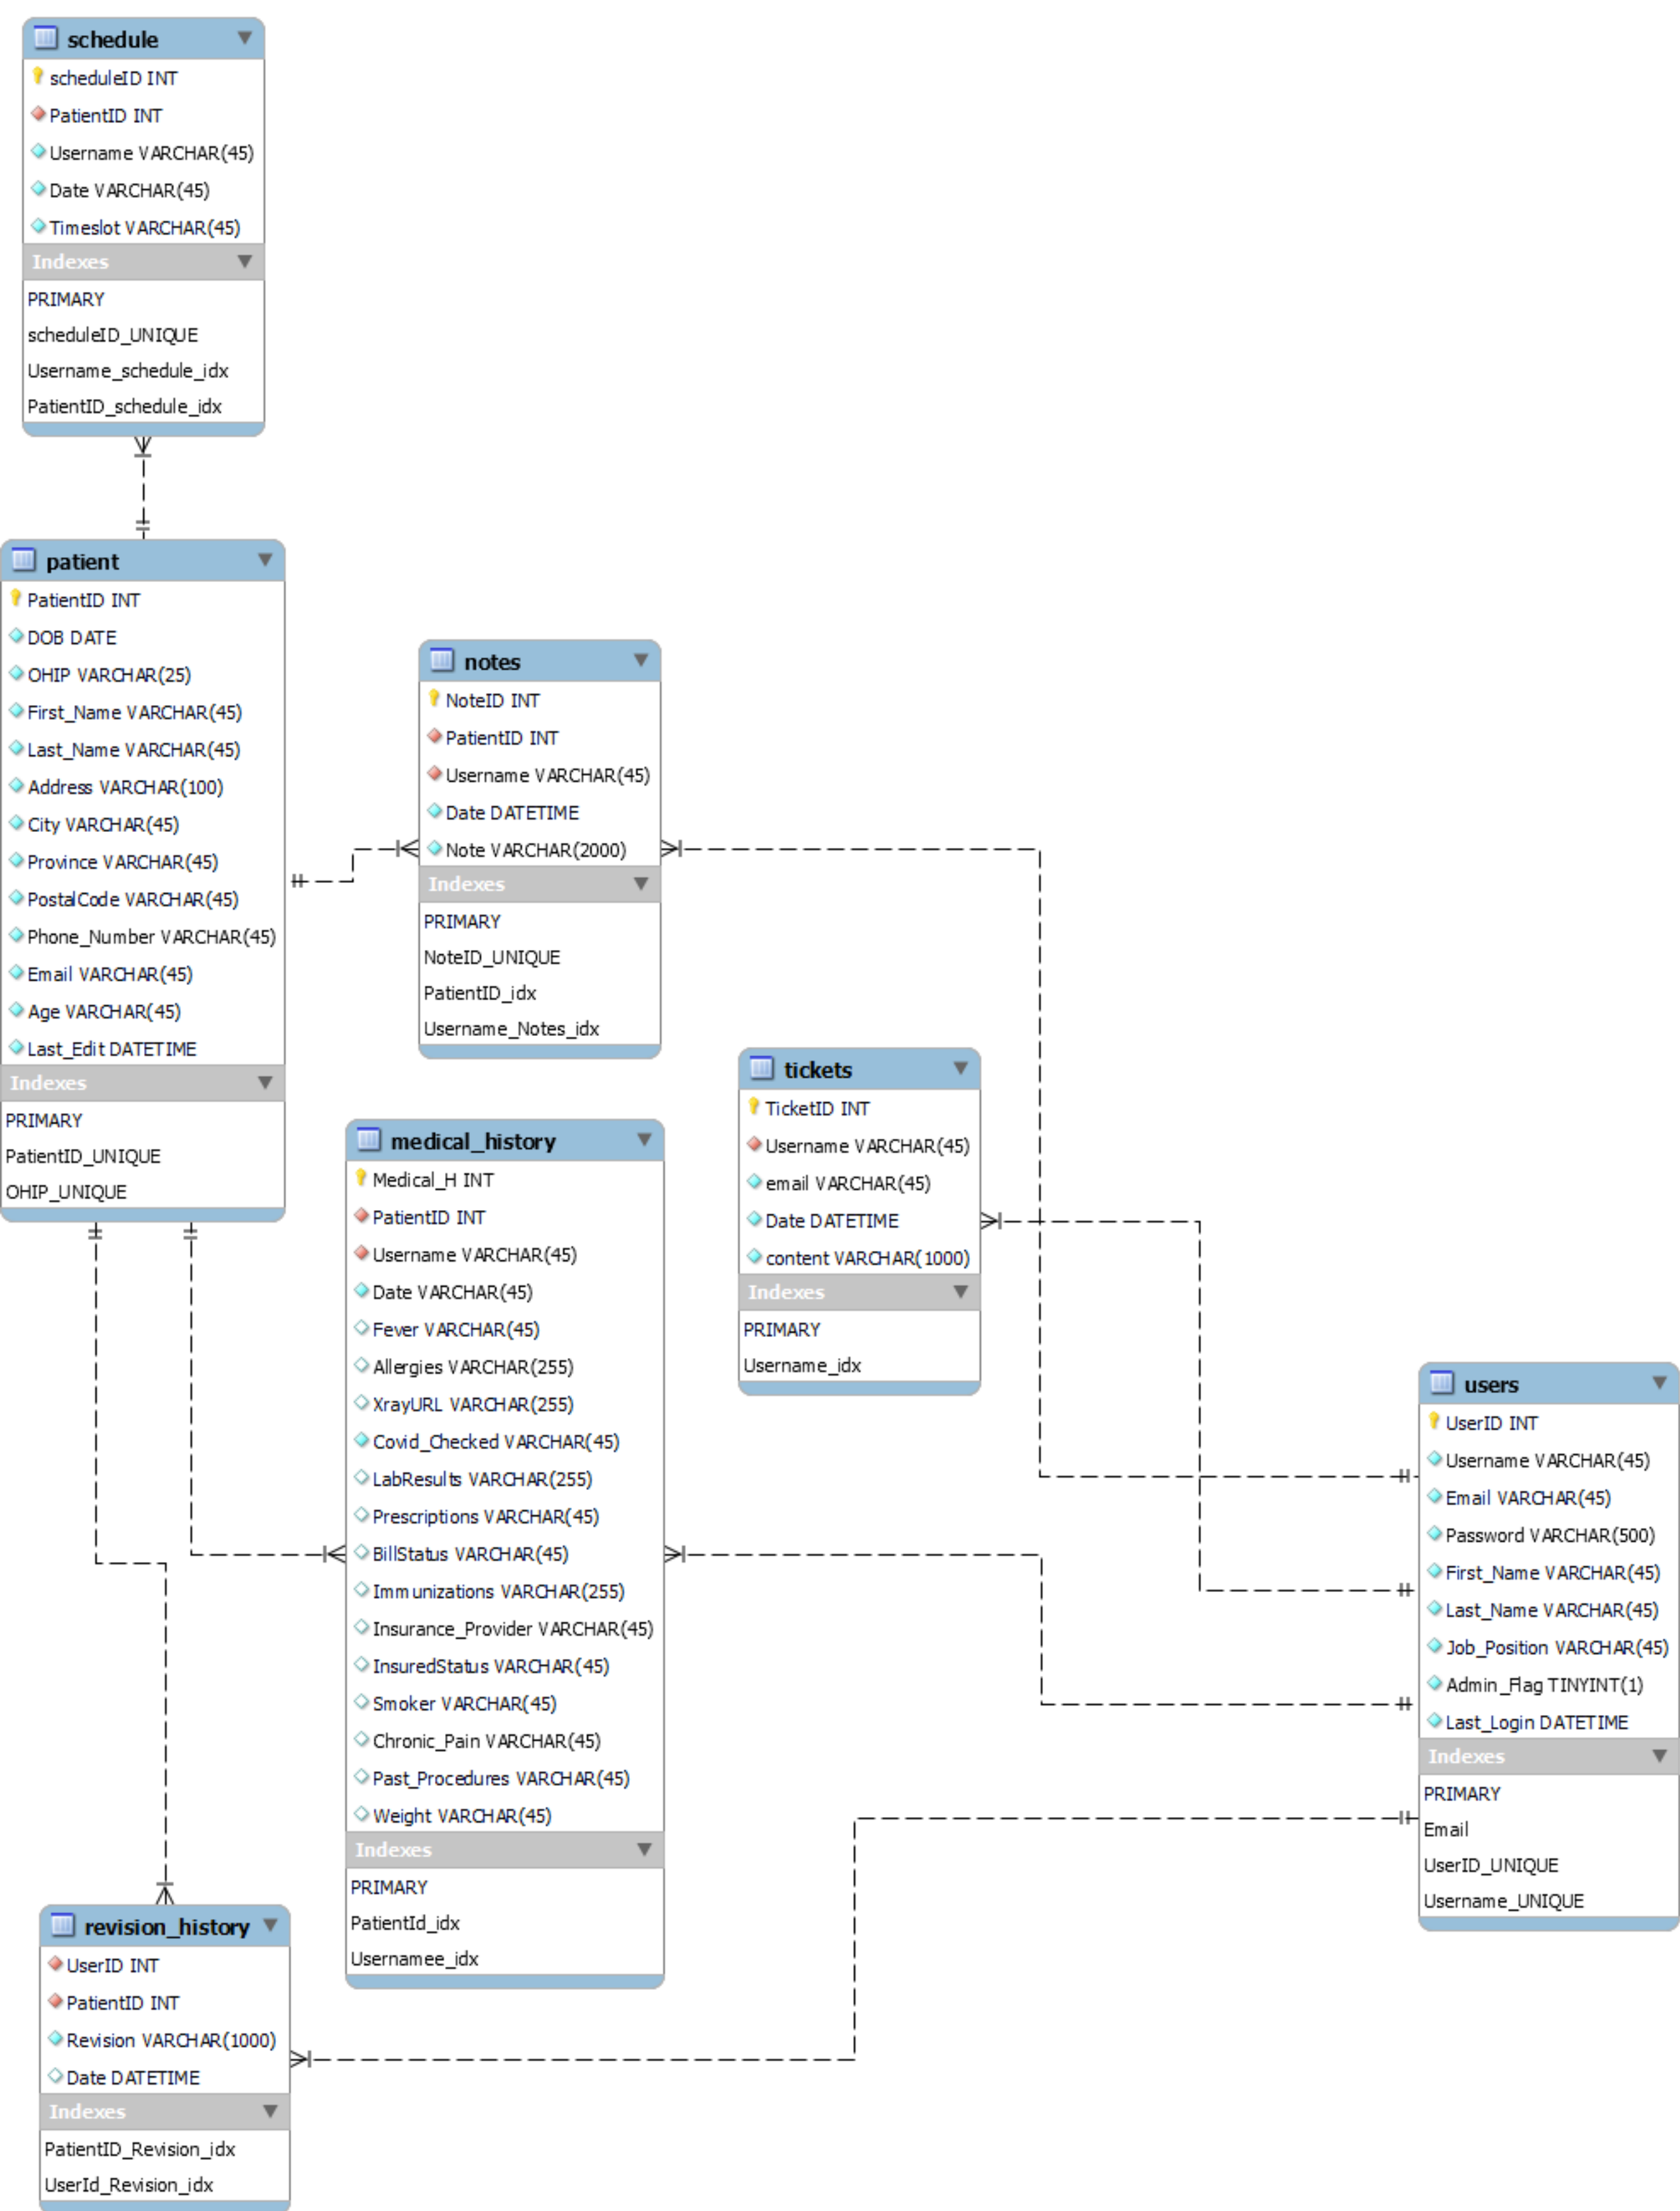 schedule
scheduleID INT
PatientID INT
Username VARCHAR(45)
Date VARCHAR(45)
Timeslot VARCHAR(45)
Indexes
PRIMARY
scheduleID_UNIQUE
Username_schedule_idx
PatientID_schedule_idx
patient
PatientID INT
DOB DATE
OHIP VARCHAR(25)
First_Name VARCHAR(45)
Last_Name VARCHAR(45)
Address VARCHAR(100)
City VARCHAR(45)
Province VARCHAR(45)
PostalCode VARCHAR(45)
Phone_Number VARCHAR(45)
Email VARCHAR(45)
Age VARCHAR(45)
Last_Edit DATETIME
Indexes
PRIMARY
PatientID_UNIQUE
OHIP_UNIQUE
notes
NoteID INT
PatientID INT
Username VARCHAR(45)
Date DATETIME
Note VARCHAR(2000)
Indexes
PRIMARY
NoteID_UNIQUE
PatientID_idx
Username_Notes_idx
tickets
TicketID INT
Username VARCHAR(45)
email VARCHAR(45)
Date DATETIME
content VARCHAR(1000)
Indexes
PRIMARY
Username_idx
medical_history
Medical_H INT
PatientID INT
Username VARCHAR(45)
Date VARCHAR(45)
Fever VARCHAR(45)
Allergies VARCHAR(255)
XrayURL VARCHAR(255)
Covid_Checked VARCHAR(45)
LabResults VARCHAR(255)
Prescriptions VARCHAR(45)
BillStatus VARCHAR(45)
Immunizations VARCHAR(255)
Insurance_Provider VARCHAR(45)
InsuredStatus VARCHAR(45)
Smoker VARCHAR(45)
Chronic_Pain VARCHAR(45)
Past_Procedures VARCHAR(45)
Weight VARCHAR(45)
Indexes
PRIMARY
PatientId_idx
Usernamee_idx
users
UserID INT
Username VARCHAR(45)
Email VARCHAR(45)
Password VARCHAR(500)
First_Name VARCHAR(45)
Last_Name VARCHAR(45)
Job_Position VARCHAR(45)
Admin_Flag TINYINT(1)
Last_Login DATETIME
Indexes
PRIMARY
Email
UserID_UNIQUE
Username_UNIQUE
revision_history
UserID INT
PatientID INT
Revision VARCHAR(1000)
Date DATETIME
Indexes
PatientID_Revision_idx
UserId_Revision_idx